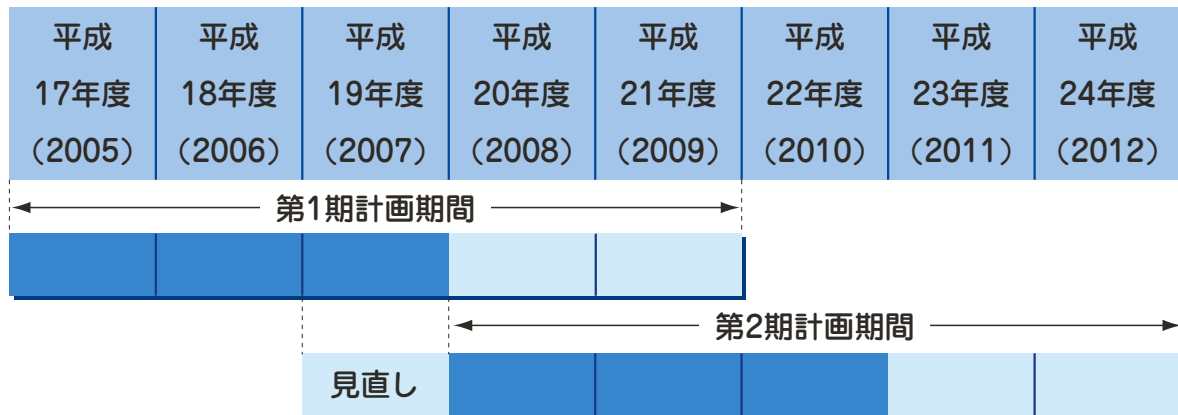 平成 平成 平成 平成 平成 平成 平成 平成
17年度 18年度 19年度 20年度 21年度 22年度 23年度 24年度
（2005） （2006） （2007） （2008） （2009） （2010） （2011） （2012）
第1期計画期間
第2期計画期間
見直し